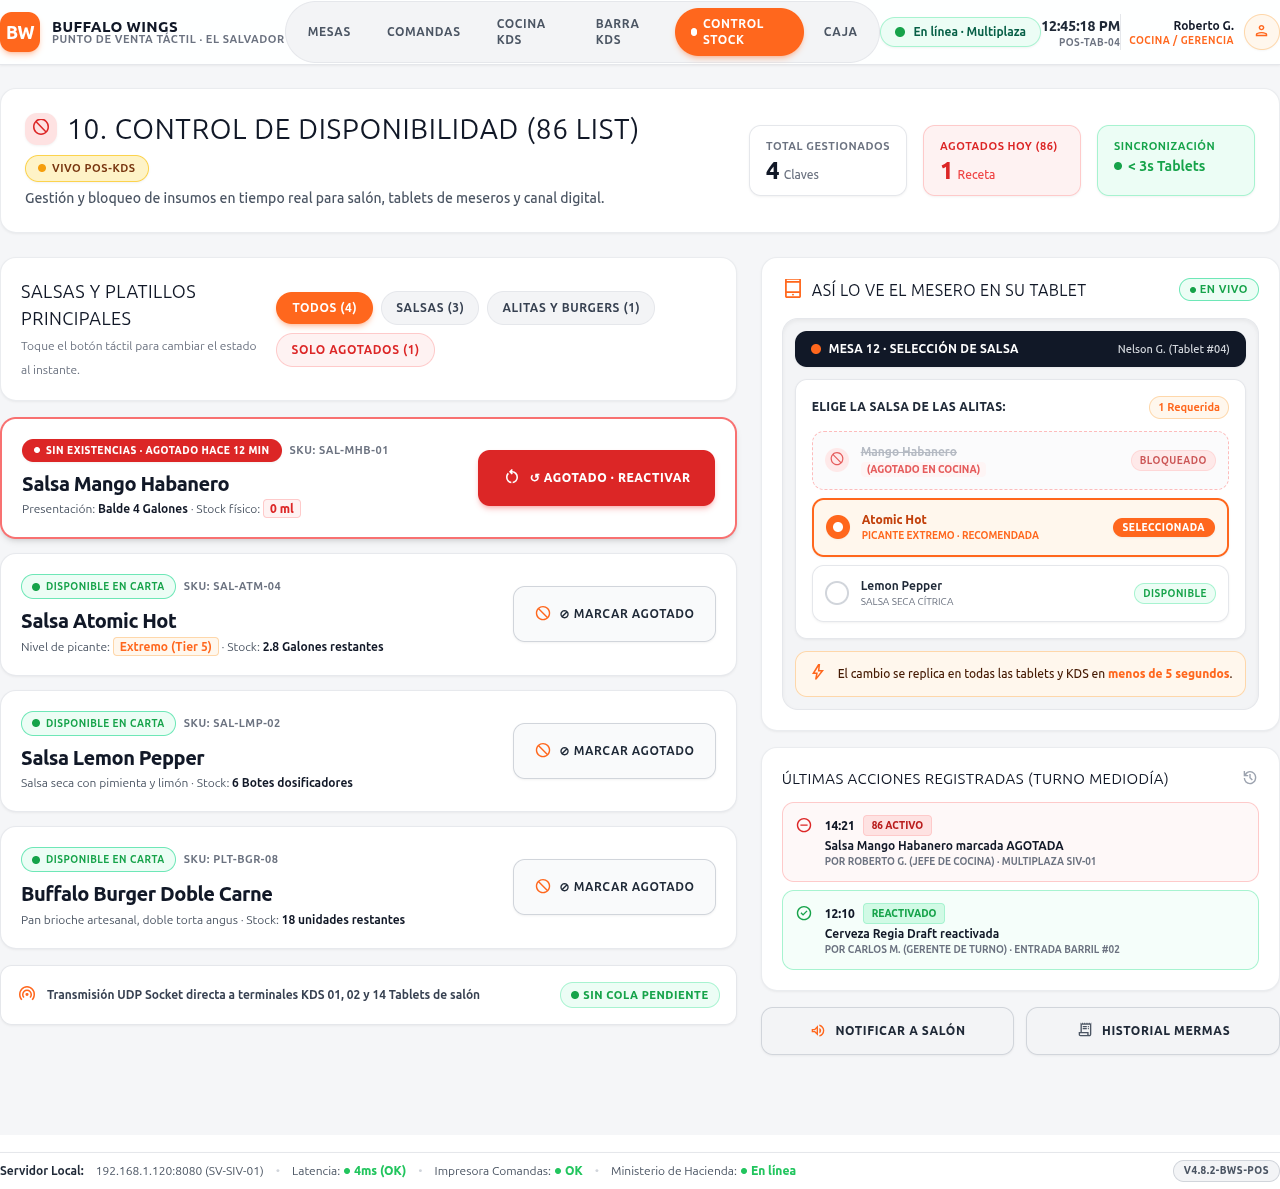 BW
BUFFALO WINGS
PUNTO DE VENTA TÁCTIL · EL SALVADOR
MESAS
COMANDAS
COCINA KDS
BARRA KDS
CONTROL STOCK
CAJA
En línea · Multiplaza
12:45:18 PM
POS-TAB-04
Roberto G.
COCINA / GERENCIA
10. CONTROL DE DISPONIBILIDAD (86 LIST)
VIVO POS-KDS
Gestión y bloqueo de insumos en tiempo real para salón, tablets de meseros y canal digital.
TOTAL GESTIONADOS
4 Claves
AGOTADOS HOY (86)
1 Receta
SINCRONIZACIÓN
< 3s Tablets
SALSAS Y PLATILLOS
PRINCIPALES
Toque el botón táctil para cambiar el estado
al instante.
TODOS (4)
SALSAS (3)
ALITAS Y BURGERS (1)
SOLO AGOTADOS (1)
SIN EXISTENCIAS · AGOTADO HACE 12 MIN
SKU: SAL-MHB-01
Salsa Mango Habanero
Presentación: Balde 4 Galones · Stock físico: 0 ml
↺ AGOTADO · REACTIVAR
DISPONIBLE EN CARTA
SKU: SAL-ATM-04
Salsa Atomic Hot
Nivel de picante: Extremo (Tier 5) · Stock: 2.8 Galones restantes
⊘ MARCAR AGOTADO
DISPONIBLE EN CARTA
SKU: SAL-LMP-02
Salsa Lemon Pepper
Salsa seca con pimienta y limón · Stock: 6 Botes dosificadores
⊘ MARCAR AGOTADO
DISPONIBLE EN CARTA
SKU: PLT-BGR-08
Buffalo Burger Doble Carne
Pan brioche artesanal, doble torta angus · Stock: 18 unidades restantes
⊘ MARCAR AGOTADO
Transmisión UDP Socket directa a terminales KDS 01, 02 y 14 Tablets de salón
SIN COLA PENDIENTE
ASÍ LO VE EL MESERO EN SU TABLET
EN VIVO
MESA 12 · SELECCIÓN DE SALSA
Nelson G. (Tablet #04)
ELIGE LA SALSA DE LAS ALITAS:
1 Requerida
Mango Habanero
(AGOTADO EN COCINA)
BLOQUEADO
Atomic Hot
PICANTE EXTREMO · RECOMENDADA
SELECCIONADA
Lemon Pepper
SALSA SECA CÍTRICA
DISPONIBLE
El cambio se replica en todas las tablets y KDS en menos de 5 segundos.
ÚLTIMAS ACCIONES REGISTRADAS (TURNO MEDIODÍA)
14:21
86 ACTIVO
Salsa Mango Habanero marcada AGOTADA
POR ROBERTO G. (JEFE DE COCINA) · MULTIPLAZA SIV-01
12:10
REACTIVADO
Cerveza Regia Draft reactivada
POR CARLOS M. (GERENTE DE TURNO) · ENTRADA BARRIL #02
NOTIFICAR A SALÓN
HISTORIAL MERMAS
Servidor Local: 192.168.1.120:8080 (SV-SIV-01) • Latencia: 4ms (OK) • Impresora Comandas: OK • Ministerio de Hacienda: En línea
V4.8.2-BWS-POS